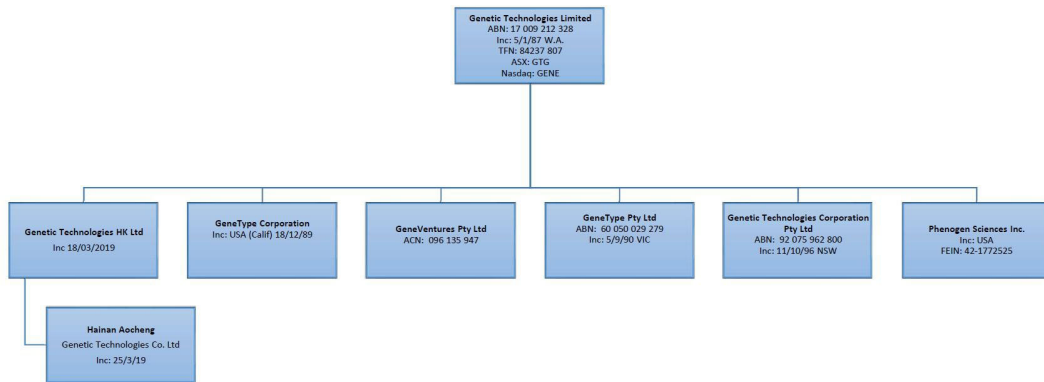 Genetic Technologies Limited
ABN: 17 009 212 328
Inc: 5/1/87 W.A.
TFN: 84237 807
ASX: GTG
Nasdaq: GENE
Genetic Technologies HK Ltd
Inc 18/03/2019
GeneType Corporation
Inc: USA (Calif) 18/12/89
GeneVentures Pty Ltd
ACN: 096 135 947
GeneType Pty Ltd
ABN: 60 050 029 279
Inc: 5/9/90 VIC
Genetic Technologies Corporation
Pty Ltd
ABN: 92 075 962 800
Inc: 11/10/96 NSW
Phenogen Sciences Inc.
Inc: USA
FEIN: 42-1772525
Hainan Aocheng
Genetic Technologies Co. Ltd
Inc: 25/3/19